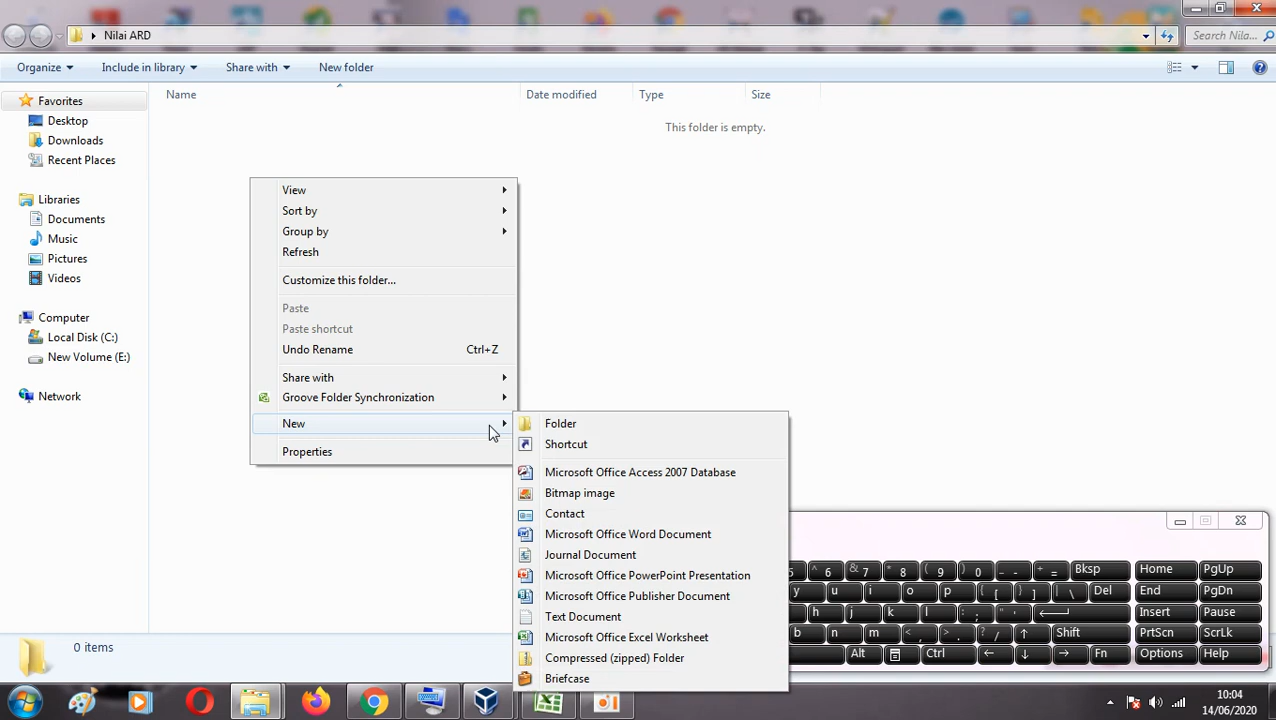 Nilai ARD
Search Nila...
Organize
Include in library
Share with
New folder
Name
Date modified
Type
Size
This folder is empty.
Favorites
Desktop
Downloads
Recent Places
Libraries
Documents
Music
Pictures
Videos
Computer
Local Disk (C:)
New Volume (E:)
Network
View
Sort by
Group by
Refresh
Customize this folder...
Paste
Paste shortcut
Undo Rename Ctrl+Z
Share with
Groove Folder Synchronization
New
Properties
Folder
Shortcut
Microsoft Office Access 2007 Database
Bitmap image
Contact
Microsoft Office Word Document
Journal Document
Microsoft Office PowerPoint Presentation
Microsoft Office Publisher Document
Text Document
Microsoft Office Excel Worksheet
Compressed (zipped) Folder
Briefcase
5 ^ 6 & 7 * 8 ( 9 ) 0 _ - + = Bksp Home PgUp
y u i o p { [ } ] | \ Del End PgDn
h j k l : ; " ' Insert Pause
b n m < , > . ? / ↑ Shift PrtScn ScrLk
Alt Ctrl ← ↓ → Fn Options Help
0 items
10:04
14/06/2020